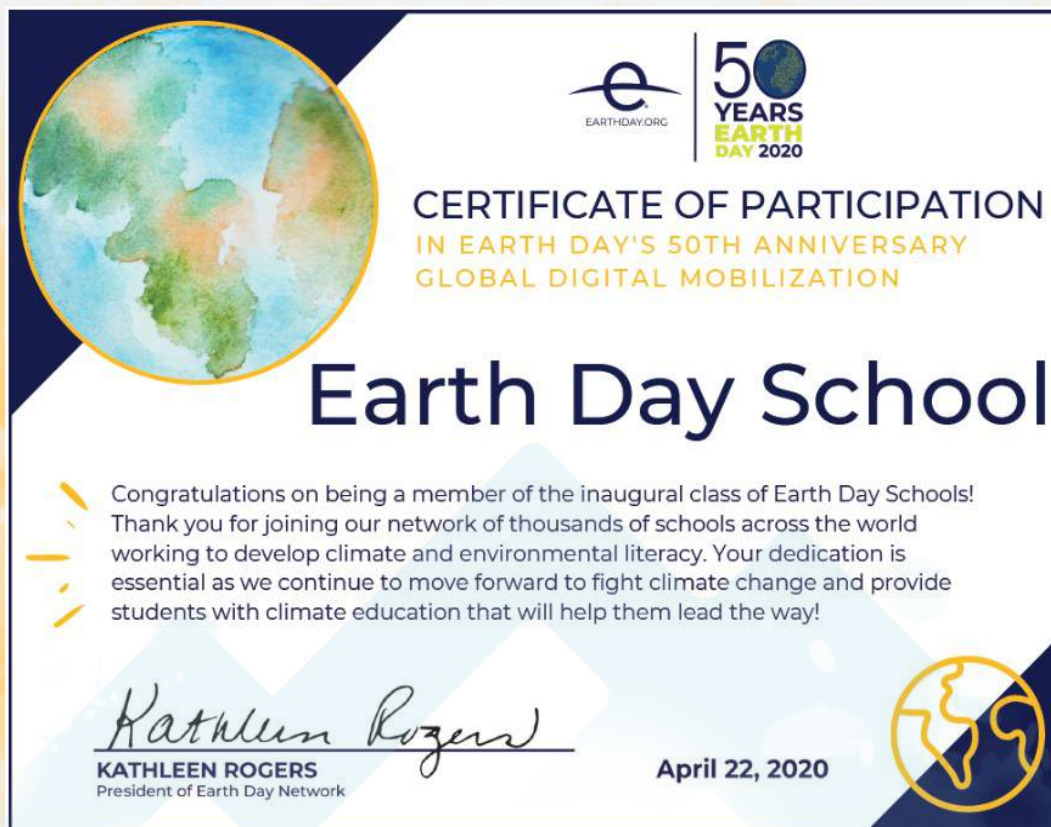 e
EARTHDAY.ORG
50
YEARS
EARTH
DAY 2020
CERTIFICATE OF PARTICIPATION
IN EARTH DAY'S 50TH ANNIVERSARY
GLOBAL DIGITAL MOBILIZATION
Earth Day School
Congratulations on being a member of the inaugural class of Earth Day Schools!
Thank you for joining our network of thousands of schools across the world
working to develop climate and environmental literacy. Your dedication is
essential as we continue to move forward to fight climate change and provide
students with climate education that will help them lead the way!
Kathleen Rogers
KATHLEEN ROGERS
President of Earth Day Network
April 22, 2020